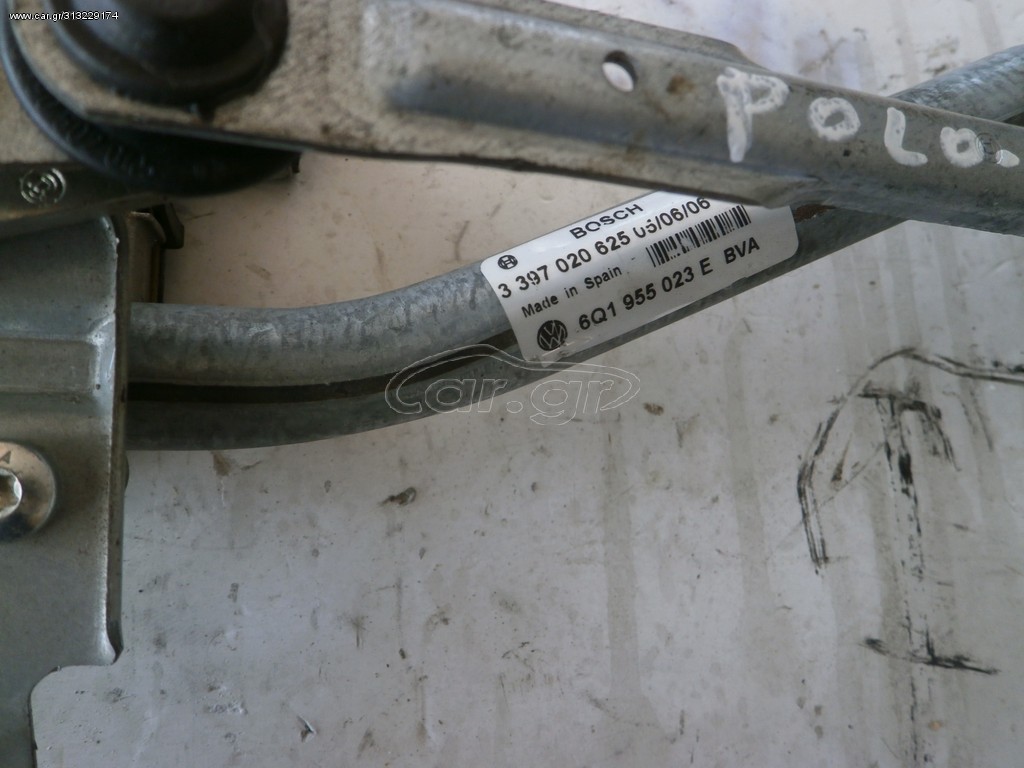 www.car.gr/313229174
POLO.
BOSCH
3 397 020 625 03/06/06
Made in Spain
6Q1 955 023 E BVA
car.gr